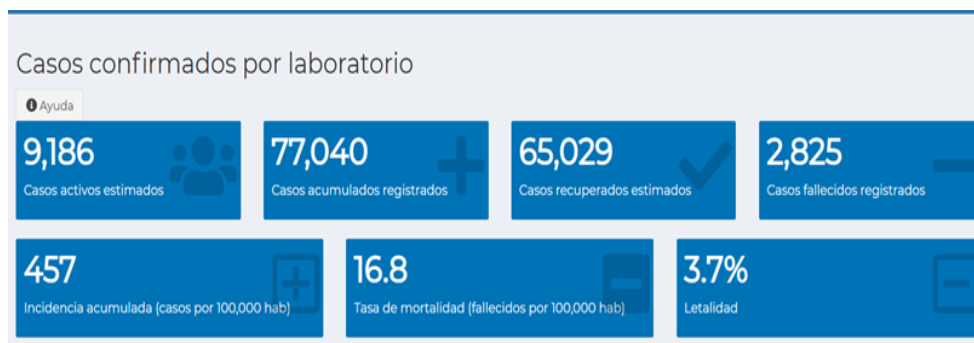 Casos confirmados por laboratorio
Ayuda
9,186
Casos activos estimados
77,040
Casos acumulados registrados
65,029
Casos recuperados estimados
2,825
Casos fallecidos registrados
457
Incidencia acumulada (casos por 100,000 hab)
16.8
Tasa de mortalidad (fallecidos por 100,000 hab)
3.7%
Letalidad